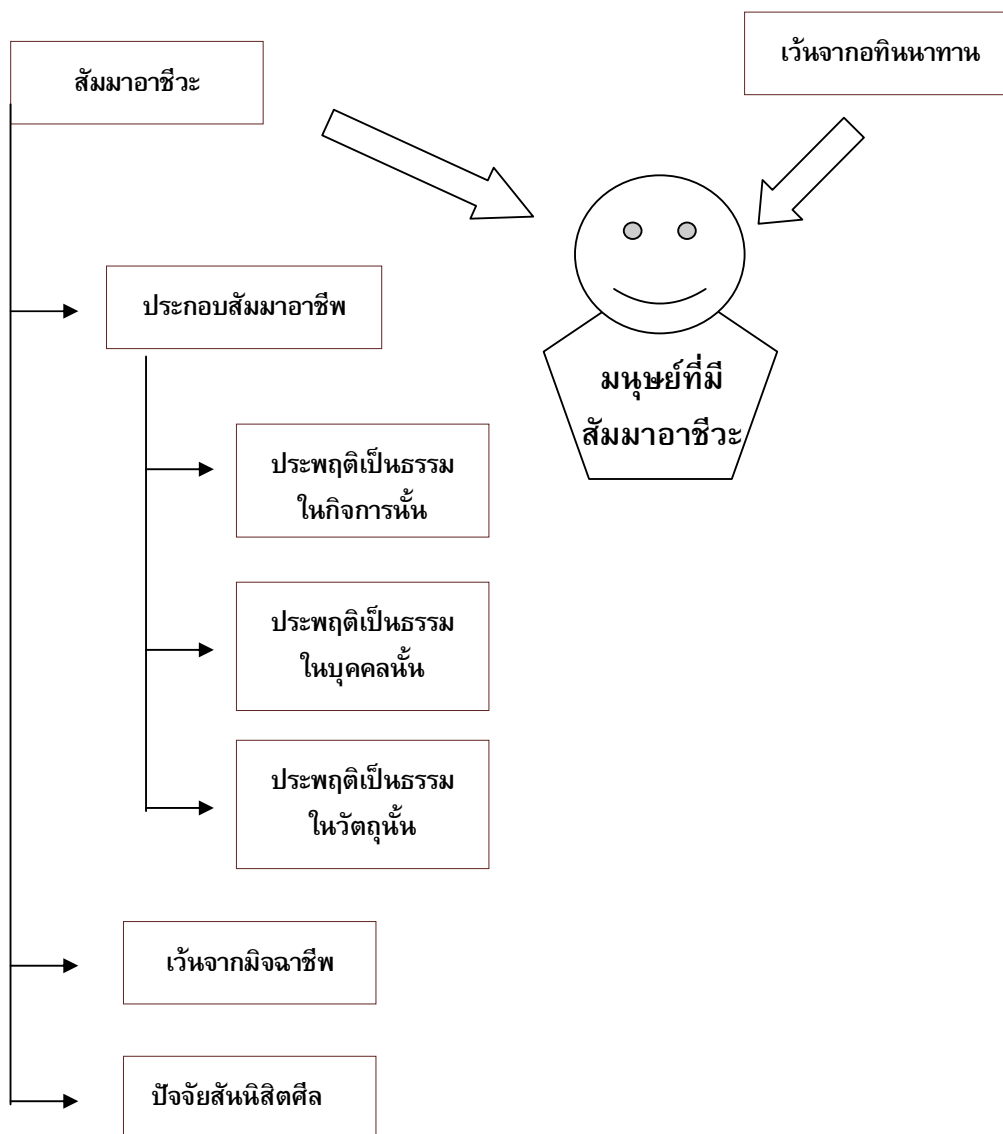 สัมมาอาชีวะ
เว้นจากอทินนาทาน
ประกอบสัมมาอาชีพ
มนุษย์ที่มี
สัมมาอาชีวะ
ประพฤติเป็นธรรม
ในกิจการนั้น
ประพฤติเป็นธรรม
ในบุคคลนั้น
ประพฤติเป็นธรรม
ในวัตถุนั้น
เว้นจากมิจฉาชีพ
ปัจจัยสันนิสิตศีล